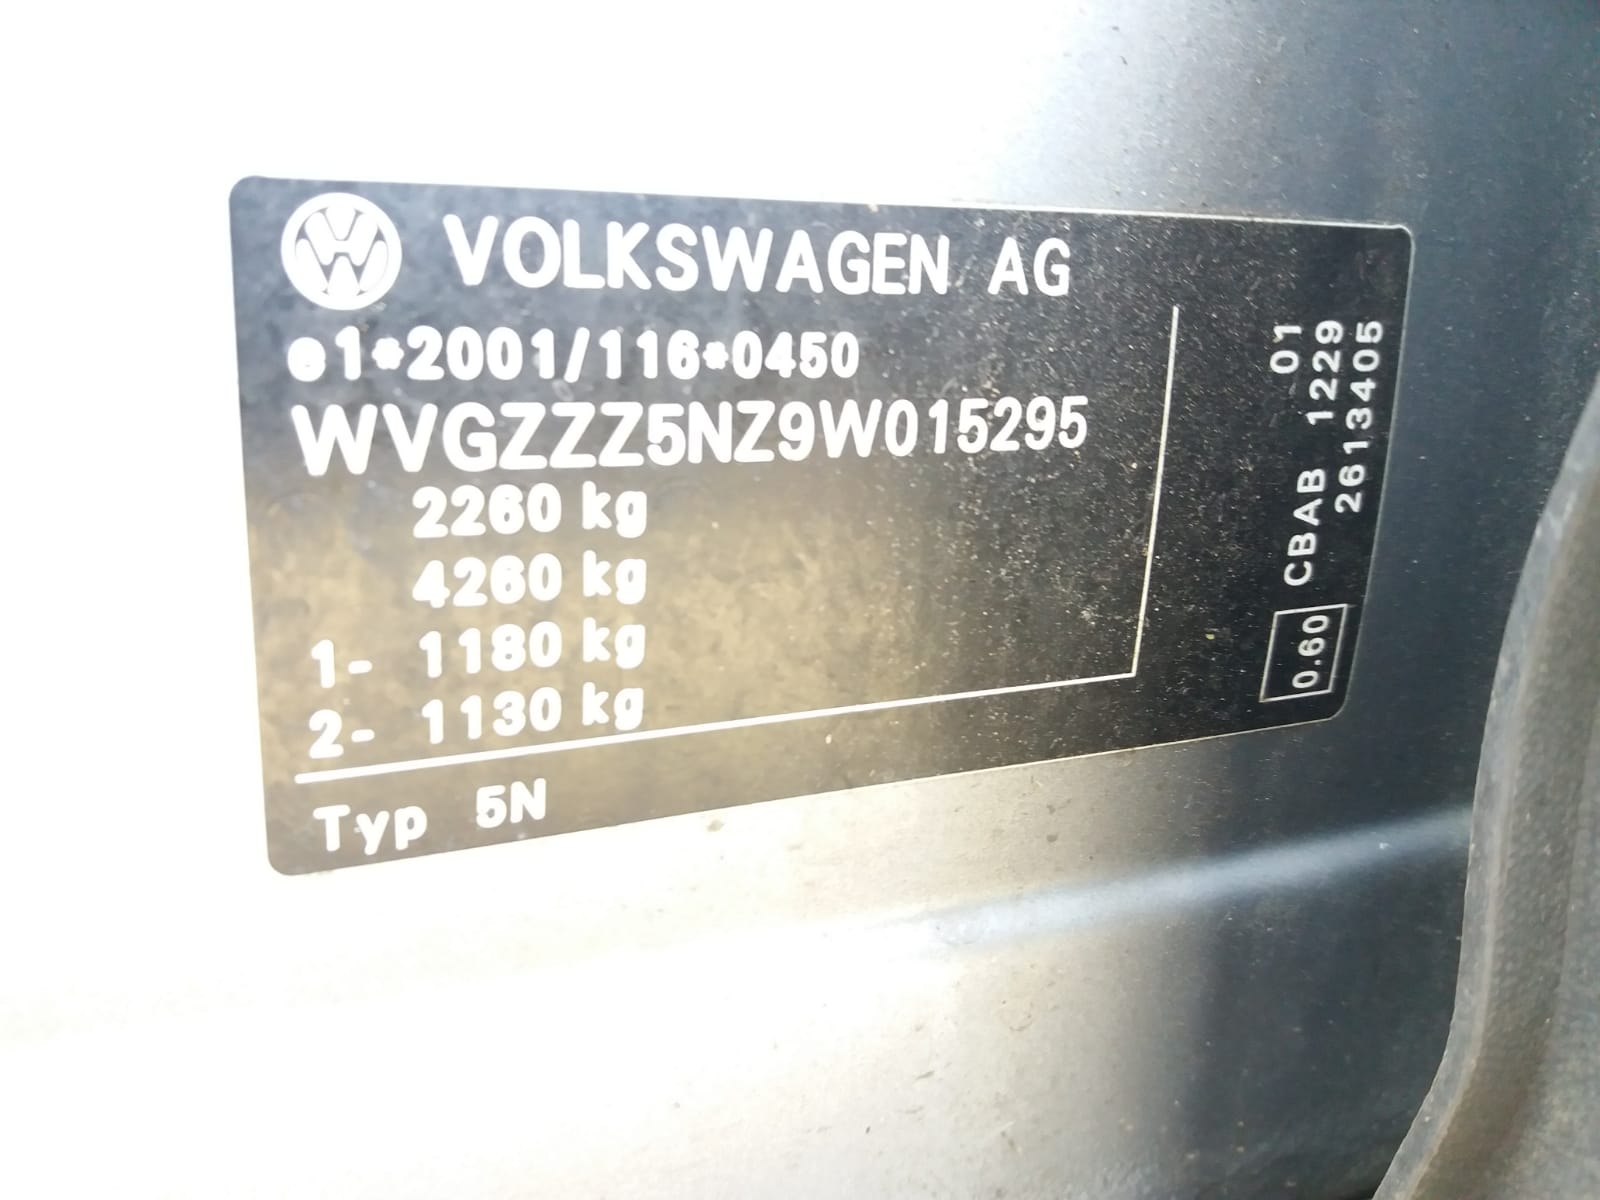 VOLKSWAGEN AG
e1*2001/116*0450
WVGZZZ5NZ9W015295
2260 kg
4260 kg
1- 1180 kg
2- 1130 kg
Typ 5N
01
0.60 CBAB 1229
2613405